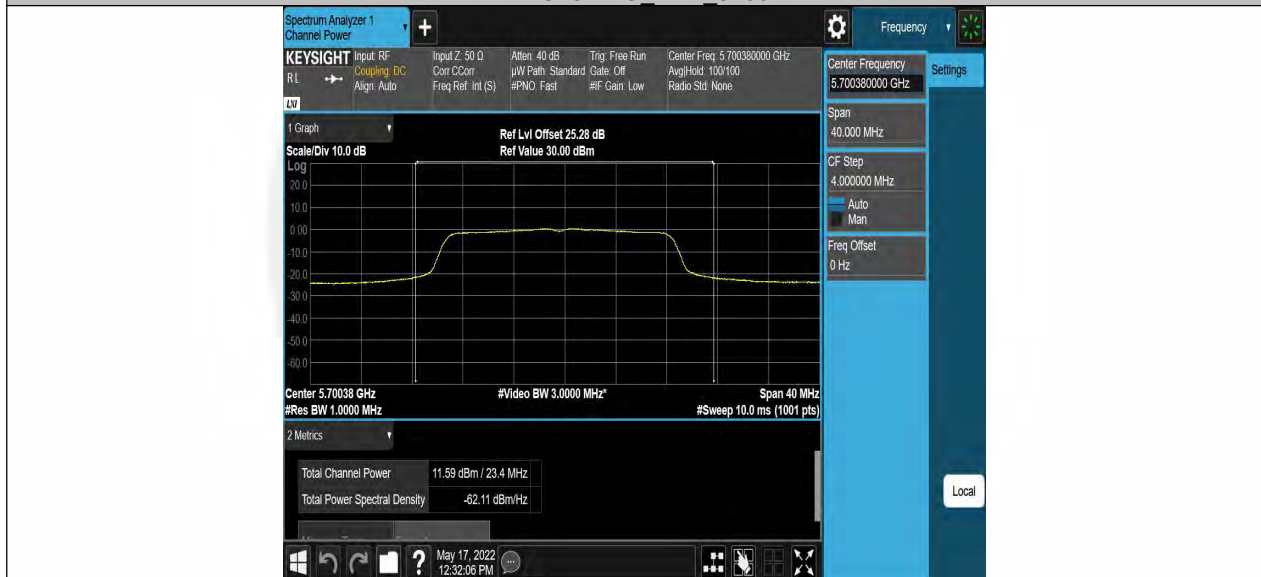 Spectrum Analyzer 1
Channel Power
+
Frequency
KEYSIGHT
R L
LXI
Input: RF
Coupling: DC
Align: Auto
Input Z: 50 Ω
Corr CCorr
Freq Ref: Int (S)
Atten: 40 dB
µW Path: Standard
#PNO: Fast
Trig: Free Run
Gate: Off
#IF Gain: Low
Center Freq: 5.700380000 GHz
Avg|Hold: 100/100
Radio Std: None
Center Frequency
5.700380000 GHz
Settings
Span
40.000 MHz
CF Step
4.000000 MHz
Auto
Man
Freq Offset
0 Hz
Local
1 Graph
Scale/Div 10.0 dB
Ref Lvl Offset 25.28 dB
Ref Value 30.00 dBm
Log
20.0
10.0
0.00
-10.0
-20.0
-30.0
-40.0
-50.0
-60.0
Center 5.70038 GHz
#Video BW 3.0000 MHz*
Span 40 MHz
#Res BW 1.0000 MHz
#Sweep 10.0 ms (1001 pts)
2 Metrics
Total Channel Power 11.59 dBm / 23.4 MHz
Total Power Spectral Density -62.11 dBm/Hz
?
May 17, 2022
12:32:06 PM